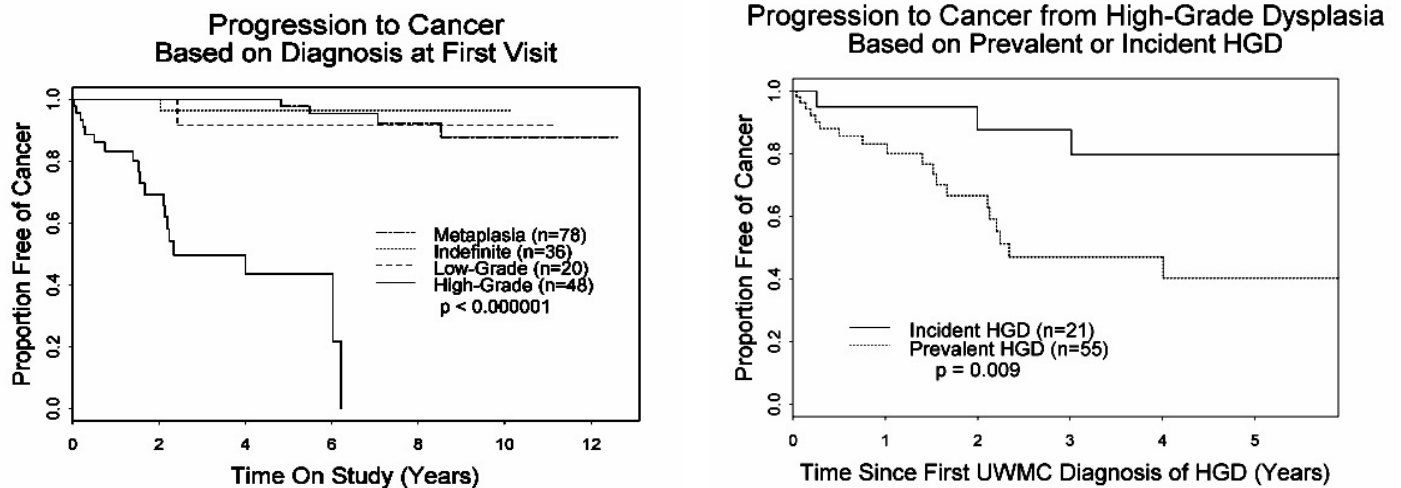 Progression to Cancer
Based on Diagnosis at First Visit
Proportion Free of Cancer
1.0
0.8
0.6
0.4
0.2
0.0
Metaplasia (n=78)
Indefinite (n=36)
Low-Grade (n=20)
High-Grade (n=48)
p < 0.000001
0 2 4 6 8 10 12
Time On Study (Years)
Progression to Cancer from High-Grade Dysplasia
Based on Prevalent or Incident HGD
Proportion Free of Cancer
1.0
0.8
0.6
0.4
0.2
0.0
Incident HGD (n=21)
Prevalent HGD (n=55)
p = 0.009
0 1 2 3 4 5
Time Since First UWMC Diagnosis of HGD (Years)